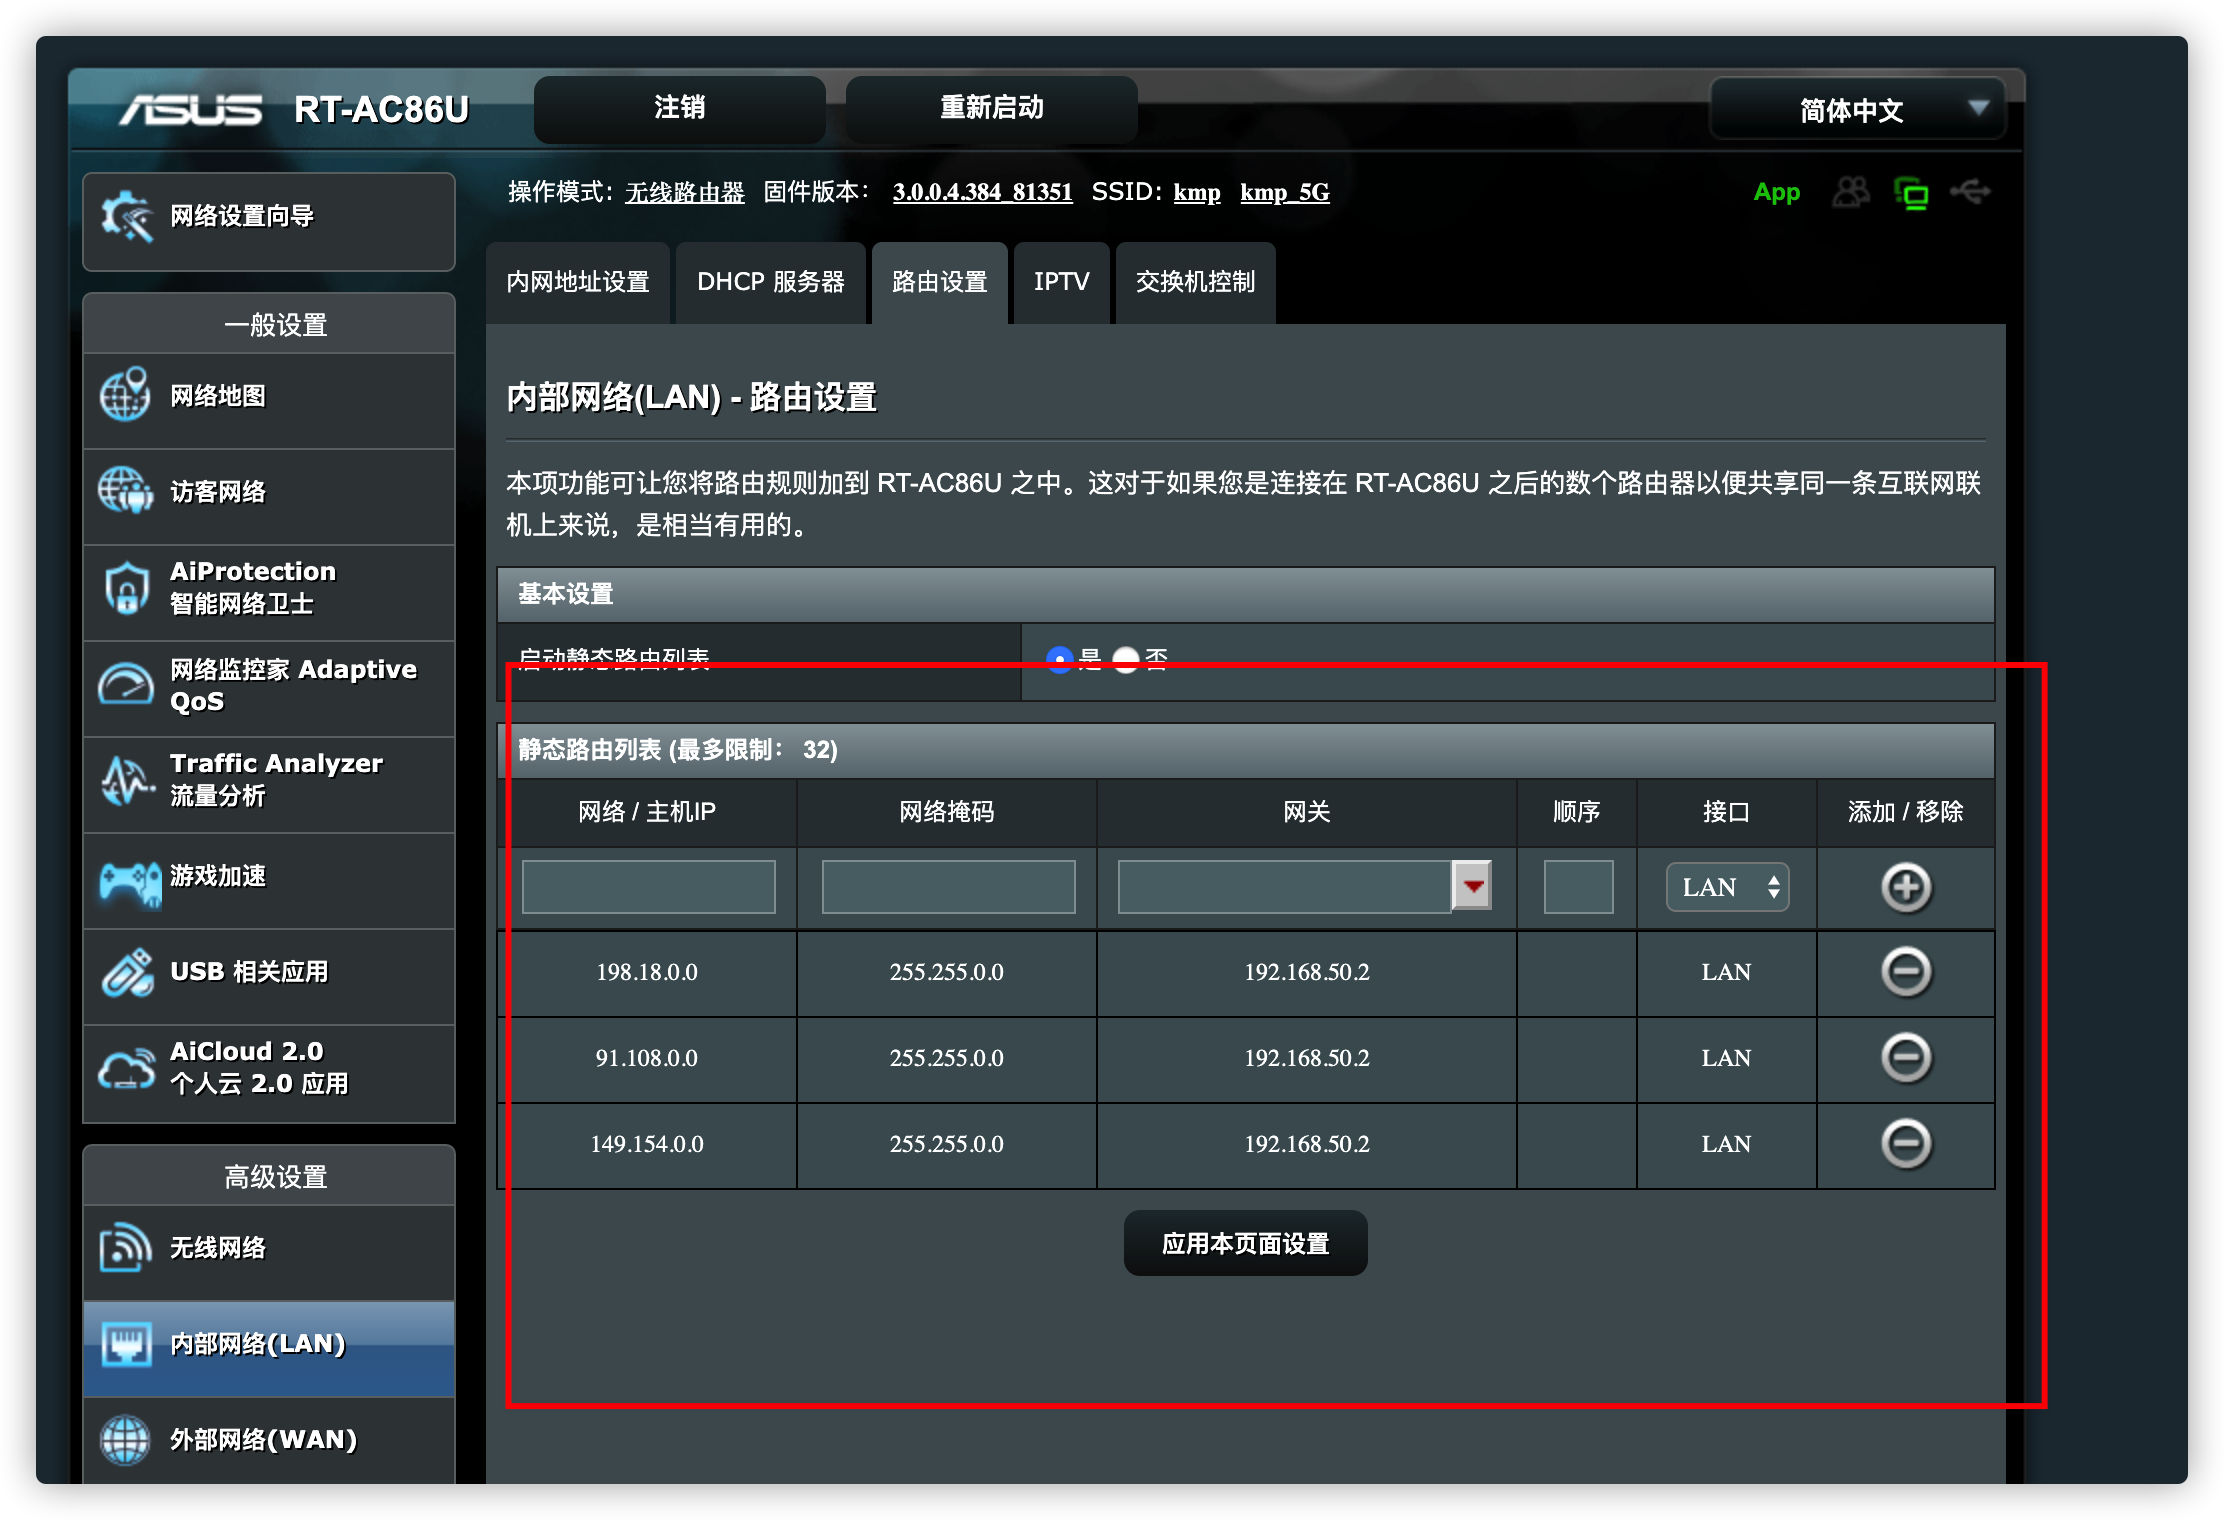 ASUS RT-AC86U 注销 重新启动 简体中文
操作模式: 无线路由器 固件版本: 3.0.0.4.384_81351 SSID: kmp kmp_5G App
网络设置向导
一般设置
网络地图
访客网络
AiProtection
智能网络卫士
网络监控家 Adaptive
QoS
Traffic Analyzer
流量分析
游戏加速
USB 相关应用
AiCloud 2.0
个人云 2.0 应用
高级设置
无线网络
内部网络(LAN)
外部网络(WAN)
内网地址设置 DHCP 服务器 路由设置 IPTV 交换机控制
内部网络(LAN) - 路由设置
本项功能可让您将路由规则加到 RT-AC86U 之中。这对于如果您是连接在 RT-AC86U 之后的数个路由器以便共享同一条互联网联
机上来说，是相当有用的。
基本设置
启动静态路由列表 是 否
静态路由列表 (最多限制： 32)
网络 / 主机IP 网络掩码 网关 顺序 接口 添加 / 移除
LAN
198.18.0.0 255.255.0.0 192.168.50.2 LAN
91.108.0.0 255.255.0.0 192.168.50.2 LAN
149.154.0.0 255.255.0.0 192.168.50.2 LAN
应用本页面设置